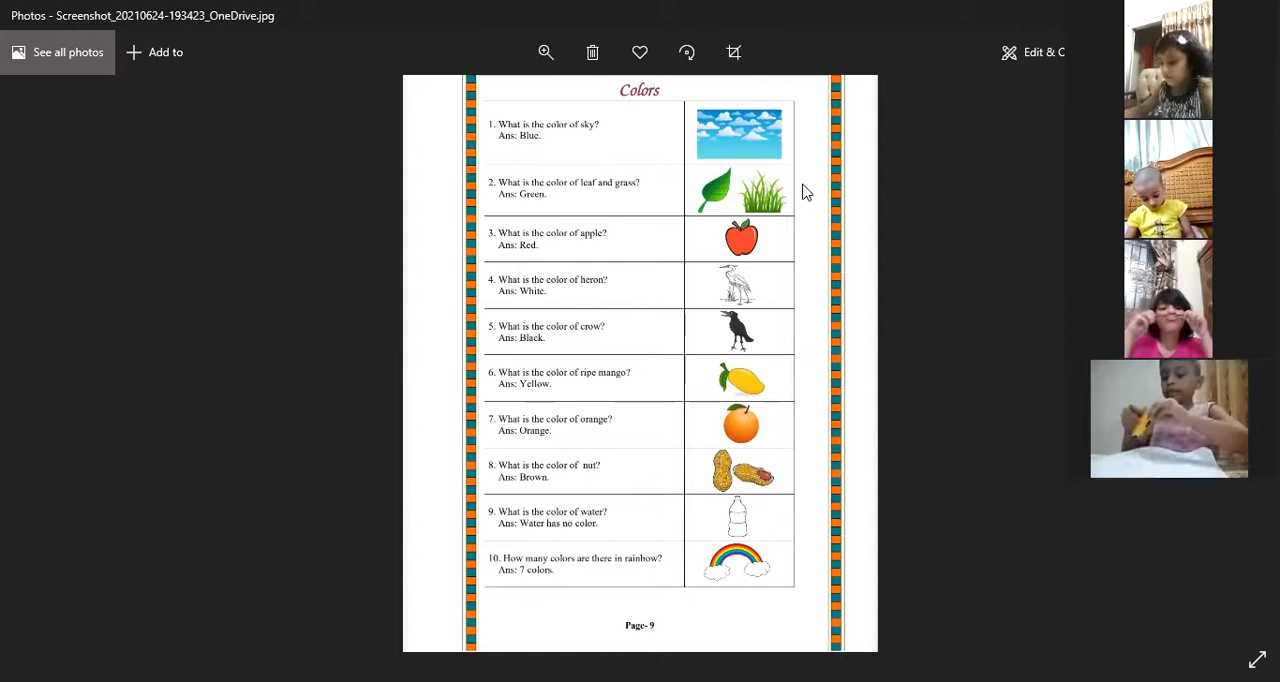 Photos - Screenshot_20210624-193423_OneDrive.jpg
See all photos
Add to
Edit & C
Colors
1. What is the color of sky?
Ans: Blue.
2. What is the color of leaf and grass?
Ans: Green.
3. What is the color of apple?
Ans: Red.
4. What is the color of heron?
Ans: White.
5. What is the color of crow?
Ans: Black.
6. What is the color of ripe mango?
Ans: Yellow.
7. What is the color of orange?
Ans: Orange.
8. What is the color of nut?
Ans: Brown.
9. What is the color of water?
Ans: Water has no color.
10. How many colors are there in rainbow?
Ans: 7 colors.
Page- 9